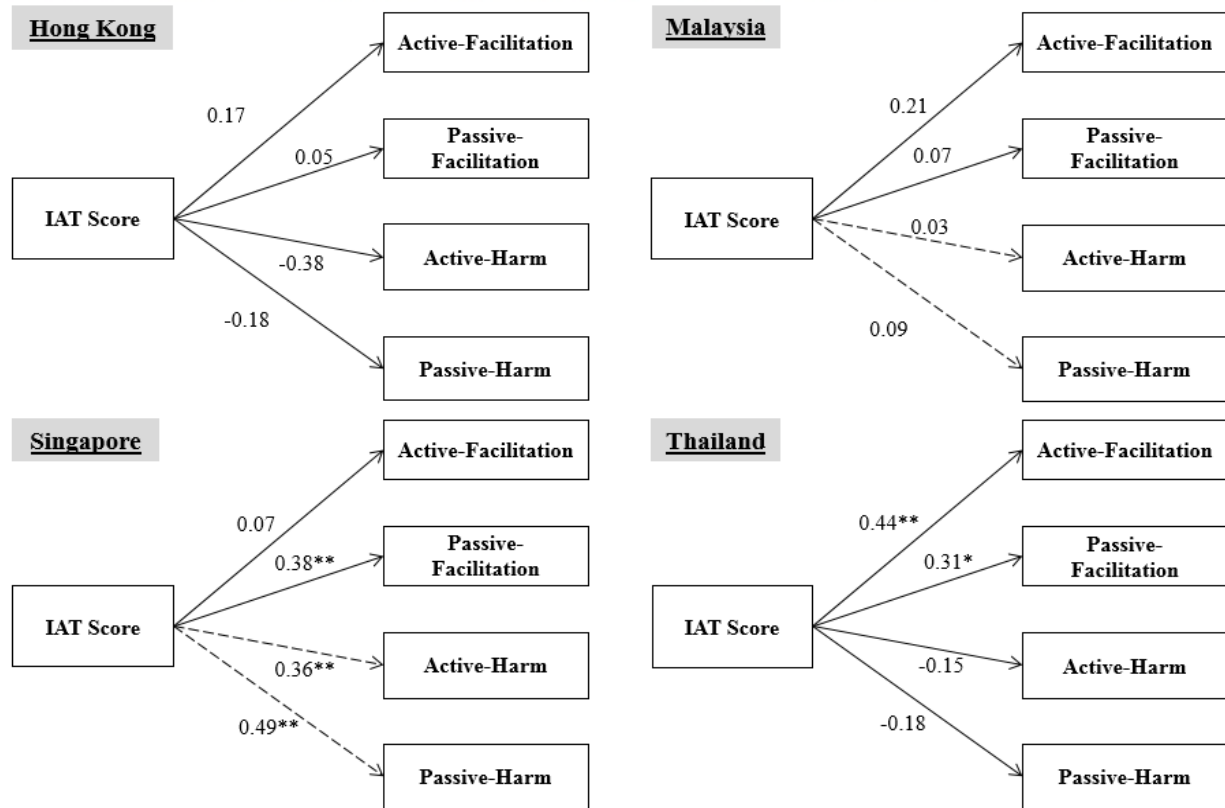 Hong Kong
Active-Facilitation
0.17
Passive-
Facilitation
0.05
IAT Score
Active-Harm
-0.38
-0.18
Passive-Harm
Malaysia
Active-Facilitation
0.21
Passive-
Facilitation
0.07
IAT Score
0.03
Active-Harm
0.09
Passive-Harm
Singapore
Active-Facilitation
0.07
Passive-
Facilitation
0.38**
IAT Score
Active-Harm
0.36**
0.49**
Passive-Harm
Thailand
Active-Facilitation
0.44**
Passive-
Facilitation
0.31*
IAT Score
Active-Harm
-0.15
-0.18
Passive-Harm